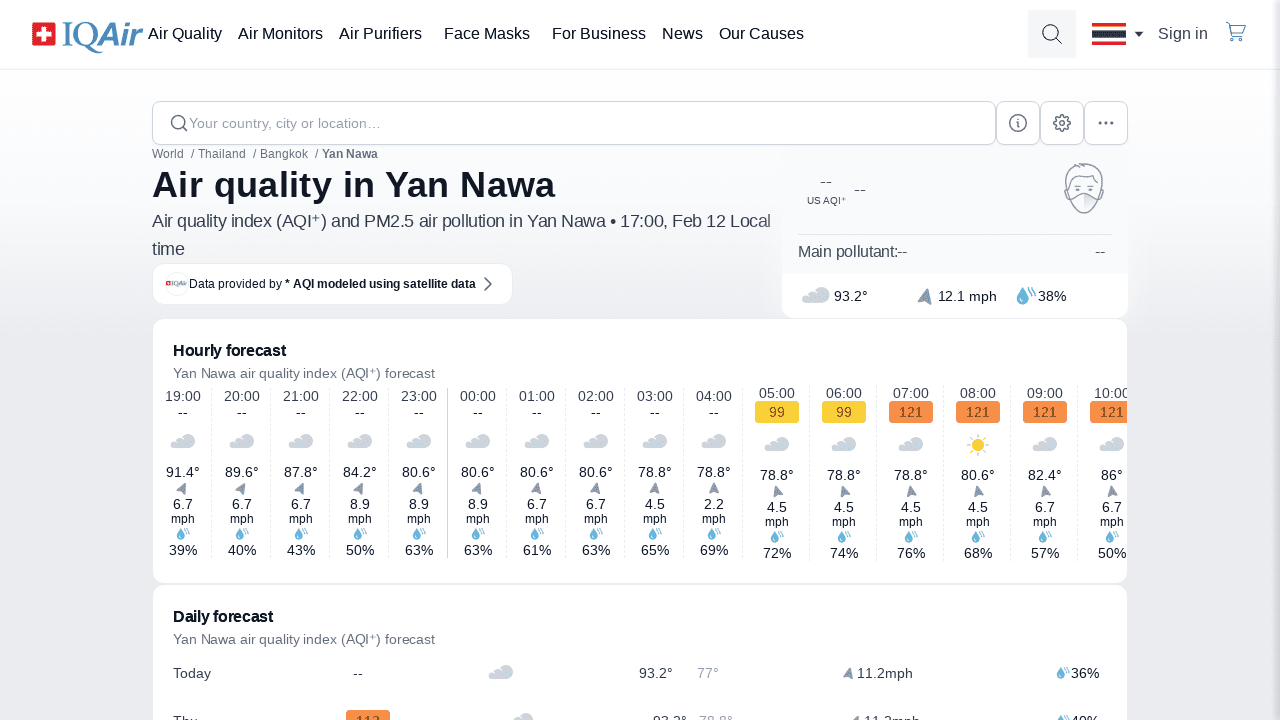 IQAir Air Quality Air Monitors Air Purifiers Face Masks For Business News Our Causes Sign in
Your country, city or location…
World / Thailand / Bangkok / Yan Nawa
Air quality in Yan Nawa
Air quality index (AQI⁺) and PM2.5 air pollution in Yan Nawa • 17:00, Feb 12 Local
time
Data provided by * AQI modeled using satellite data
-- --
US AQI⁺
Main pollutant:-- --
93.2° 12.1 mph 38%
Hourly forecast
Yan Nawa air quality index (AQI⁺) forecast
19:00 20:00 21:00 22:00 23:00 00:00 01:00 02:00 03:00 04:00 05:00 06:00 07:00 08:00 09:00 10:00
-- -- -- -- -- -- -- -- -- -- 99 99 121 121 121 121
91.4° 89.6° 87.8° 84.2° 80.6° 80.6° 80.6° 80.6° 78.8° 78.8° 78.8° 78.8° 78.8° 80.6° 82.4° 86°
6.7 6.7 6.7 8.9 8.9 8.9 6.7 6.7 4.5 2.2 4.5 4.5 4.5 4.5 6.7 6.7
mph mph mph mph mph mph mph mph mph mph mph mph mph mph mph mph
39% 40% 43% 50% 63% 63% 61% 63% 65% 69% 72% 74% 76% 68% 57% 50%
Daily forecast
Yan Nawa air quality index (AQI⁺) forecast
Today -- 93.2° 77° 11.2mph 36%
Thu 112 93.2° 78.8° 11.2mph 40%